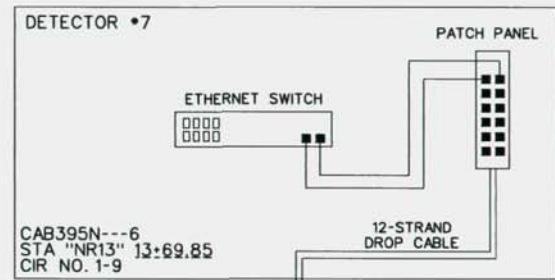 DETECTOR •7
PATCH PANEL
ETHERNET SWITCH
12-STRAND
DROP CABLE
CAB395N---6
STA "NR13" 13+69.85
CIR NO. 1-9